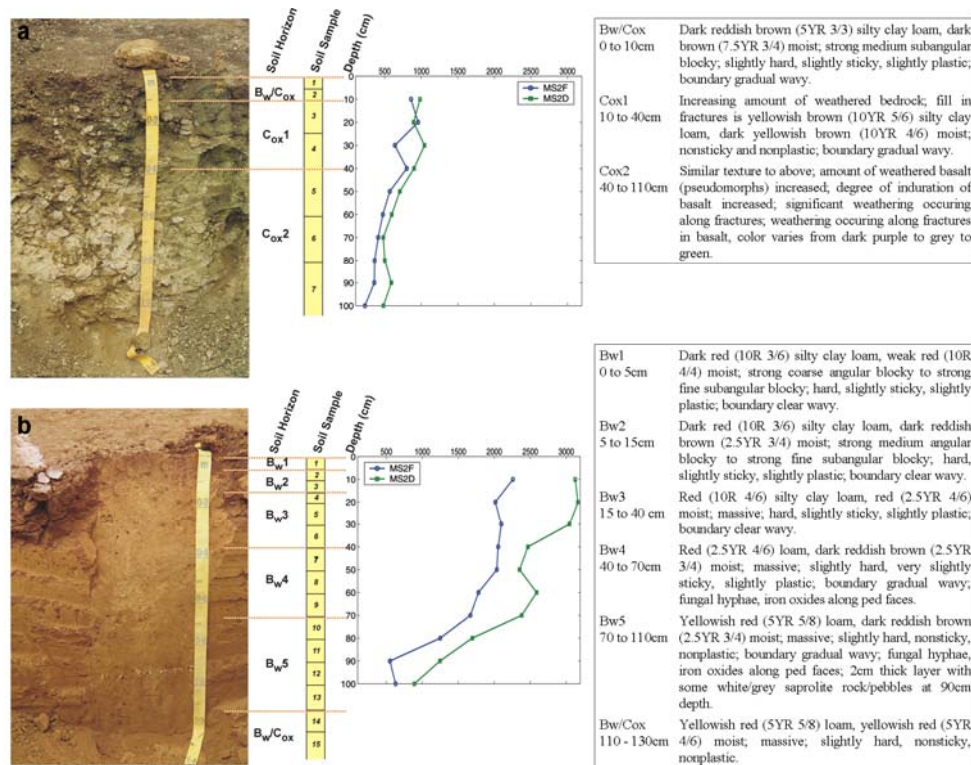 a
Soil Horizon
Soil Sample
Depth (cm)
0 500 1000 1500 2000 2500 3000
0
10
20
30
40
50
60
70
80
90
100
MS2F
MS2D
Bw/Cox
Cox1
Cox2
1
2
3
4
5
6
7
Bw/Cox
0 to 10cm
Dark reddish brown (5YR 3/3) silty clay loam, dark
brown (7.5YR 3/4) moist; strong medium subangular
blocky; slightly hard, slightly sticky, slightly plastic;
boundary gradual wavy.
Cox1
10 to 40cm
Increasing amount of weathered bedrock; fill in
fractures is yellowish brown (10YR 5/6) silty clay
loam, dark yellowish brown (10YR 4/6) moist;
nonsticky and nonplastic; boundary gradual wavy.
Cox2
40 to 110cm
Similar texture to above; amount of weathered basalt
(pseudomorphs) increased; degree of induration of
basalt increased; significant weathering occuring
along fractures; weathering occuring along fractures
in basalt, color varies from dark purple to grey to
green.
b
Soil Horizon
Soil Sample
Depth (cm)
0 500 1000 1500 2000 2500 3000
0
10
20
30
40
50
60
70
80
90
100
MS2F
MS2D
Bw1
Bw2
Bw3
Bw4
Bw5
Bw/Cox
1
2
3
4
5
6
7
8
9
10
11
12
13
14
15
Bw1
0 to 5cm
Dark red (10R 3/6) silty clay loam, weak red (10R
4/4) moist; strong coarse angular blocky to strong
fine subangular blocky; hard, slightly sticky, slightly
plastic; boundary clear wavy.
Bw2
5 to 15cm
Dark red (10R 3/6) silty clay loam, dark reddish
brown (2.5YR 3/4) moist; strong medium angular
blocky to strong fine subangular blocky; hard,
slightly sticky, slightly plastic; boundary clear wavy.
Bw3
15 to 40 cm
Red (10R 4/6) silty clay loam, red (2.5YR 4/6)
moist; massive; hard, slightly sticky, slightly plastic;
boundary clear wavy.
Bw4
40 to 70cm
Red (2.5YR 4/6) loam, dark reddish brown (2.5YR
3/4) moist; massive; slightly hard, very slightly
sticky, slightly plastic; boundary gradual wavy;
fungal hyphae, iron oxides along ped faces.
Bw5
70 to 110cm
Yellowish red (5YR 5/8) loam, dark reddish brown
(2.5YR 3/4) moist; massive; slightly hard, nonsticky,
nonplastic; boundary gradual wavy; fungal hyphae,
iron oxides along ped faces; 2cm thick layer with
some white/grey saprolite rock/pebbles at 90cm
depth.
Bw/Cox
110 - 130cm
Yellowish red (5YR 5/8) loam, yellowish red (5YR
4/6) moist; massive; slightly hard, nonsticky,
nonplastic.